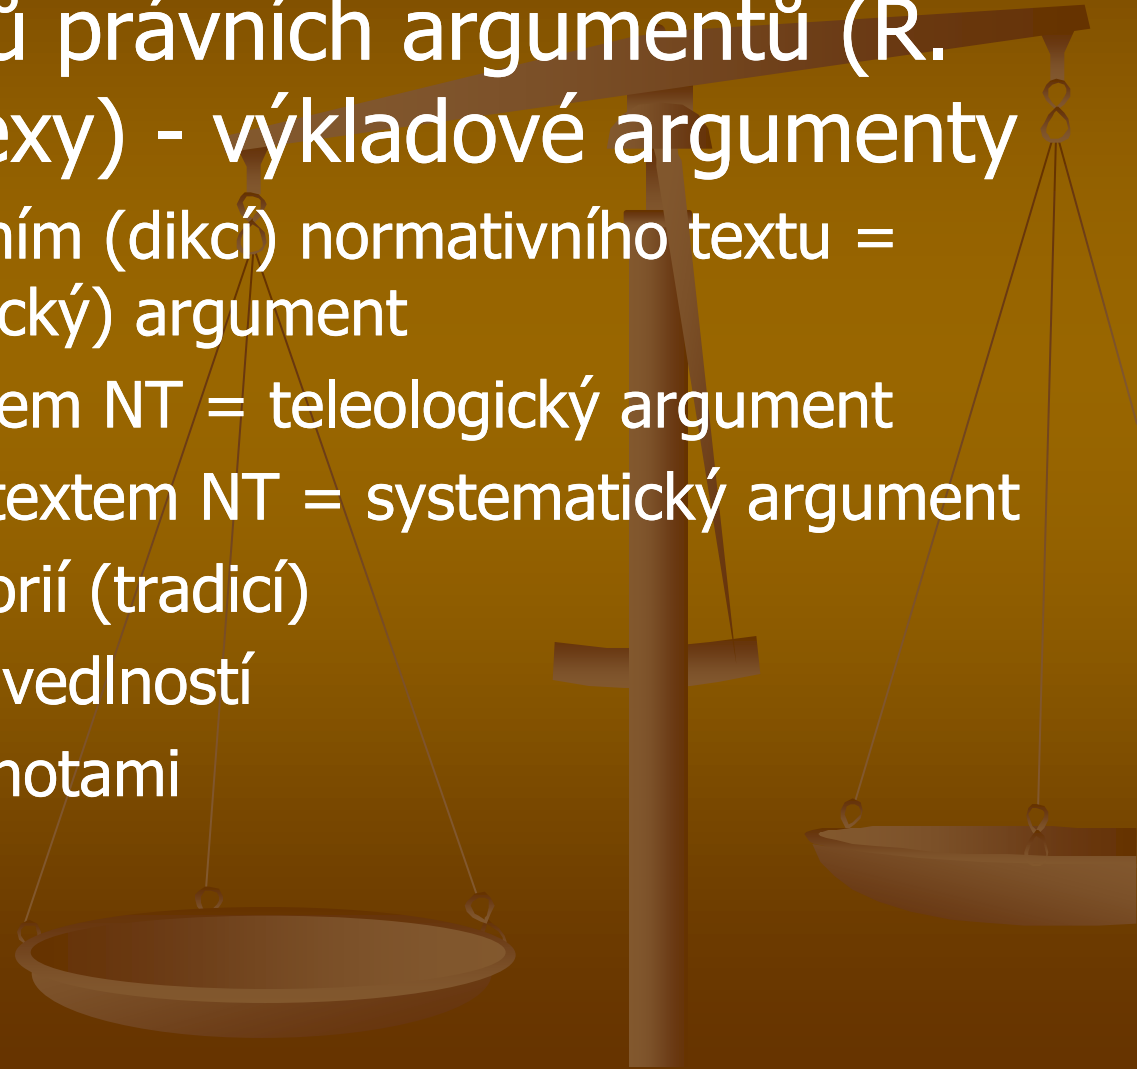 ů právních argumentů (R.
exy) - výkladové argumenty
ním (dikcí) normativního textu =
cký) argument
em NT = teleologický argument
textem NT = systematický argument
orií (tradicí)
vedlností
notami